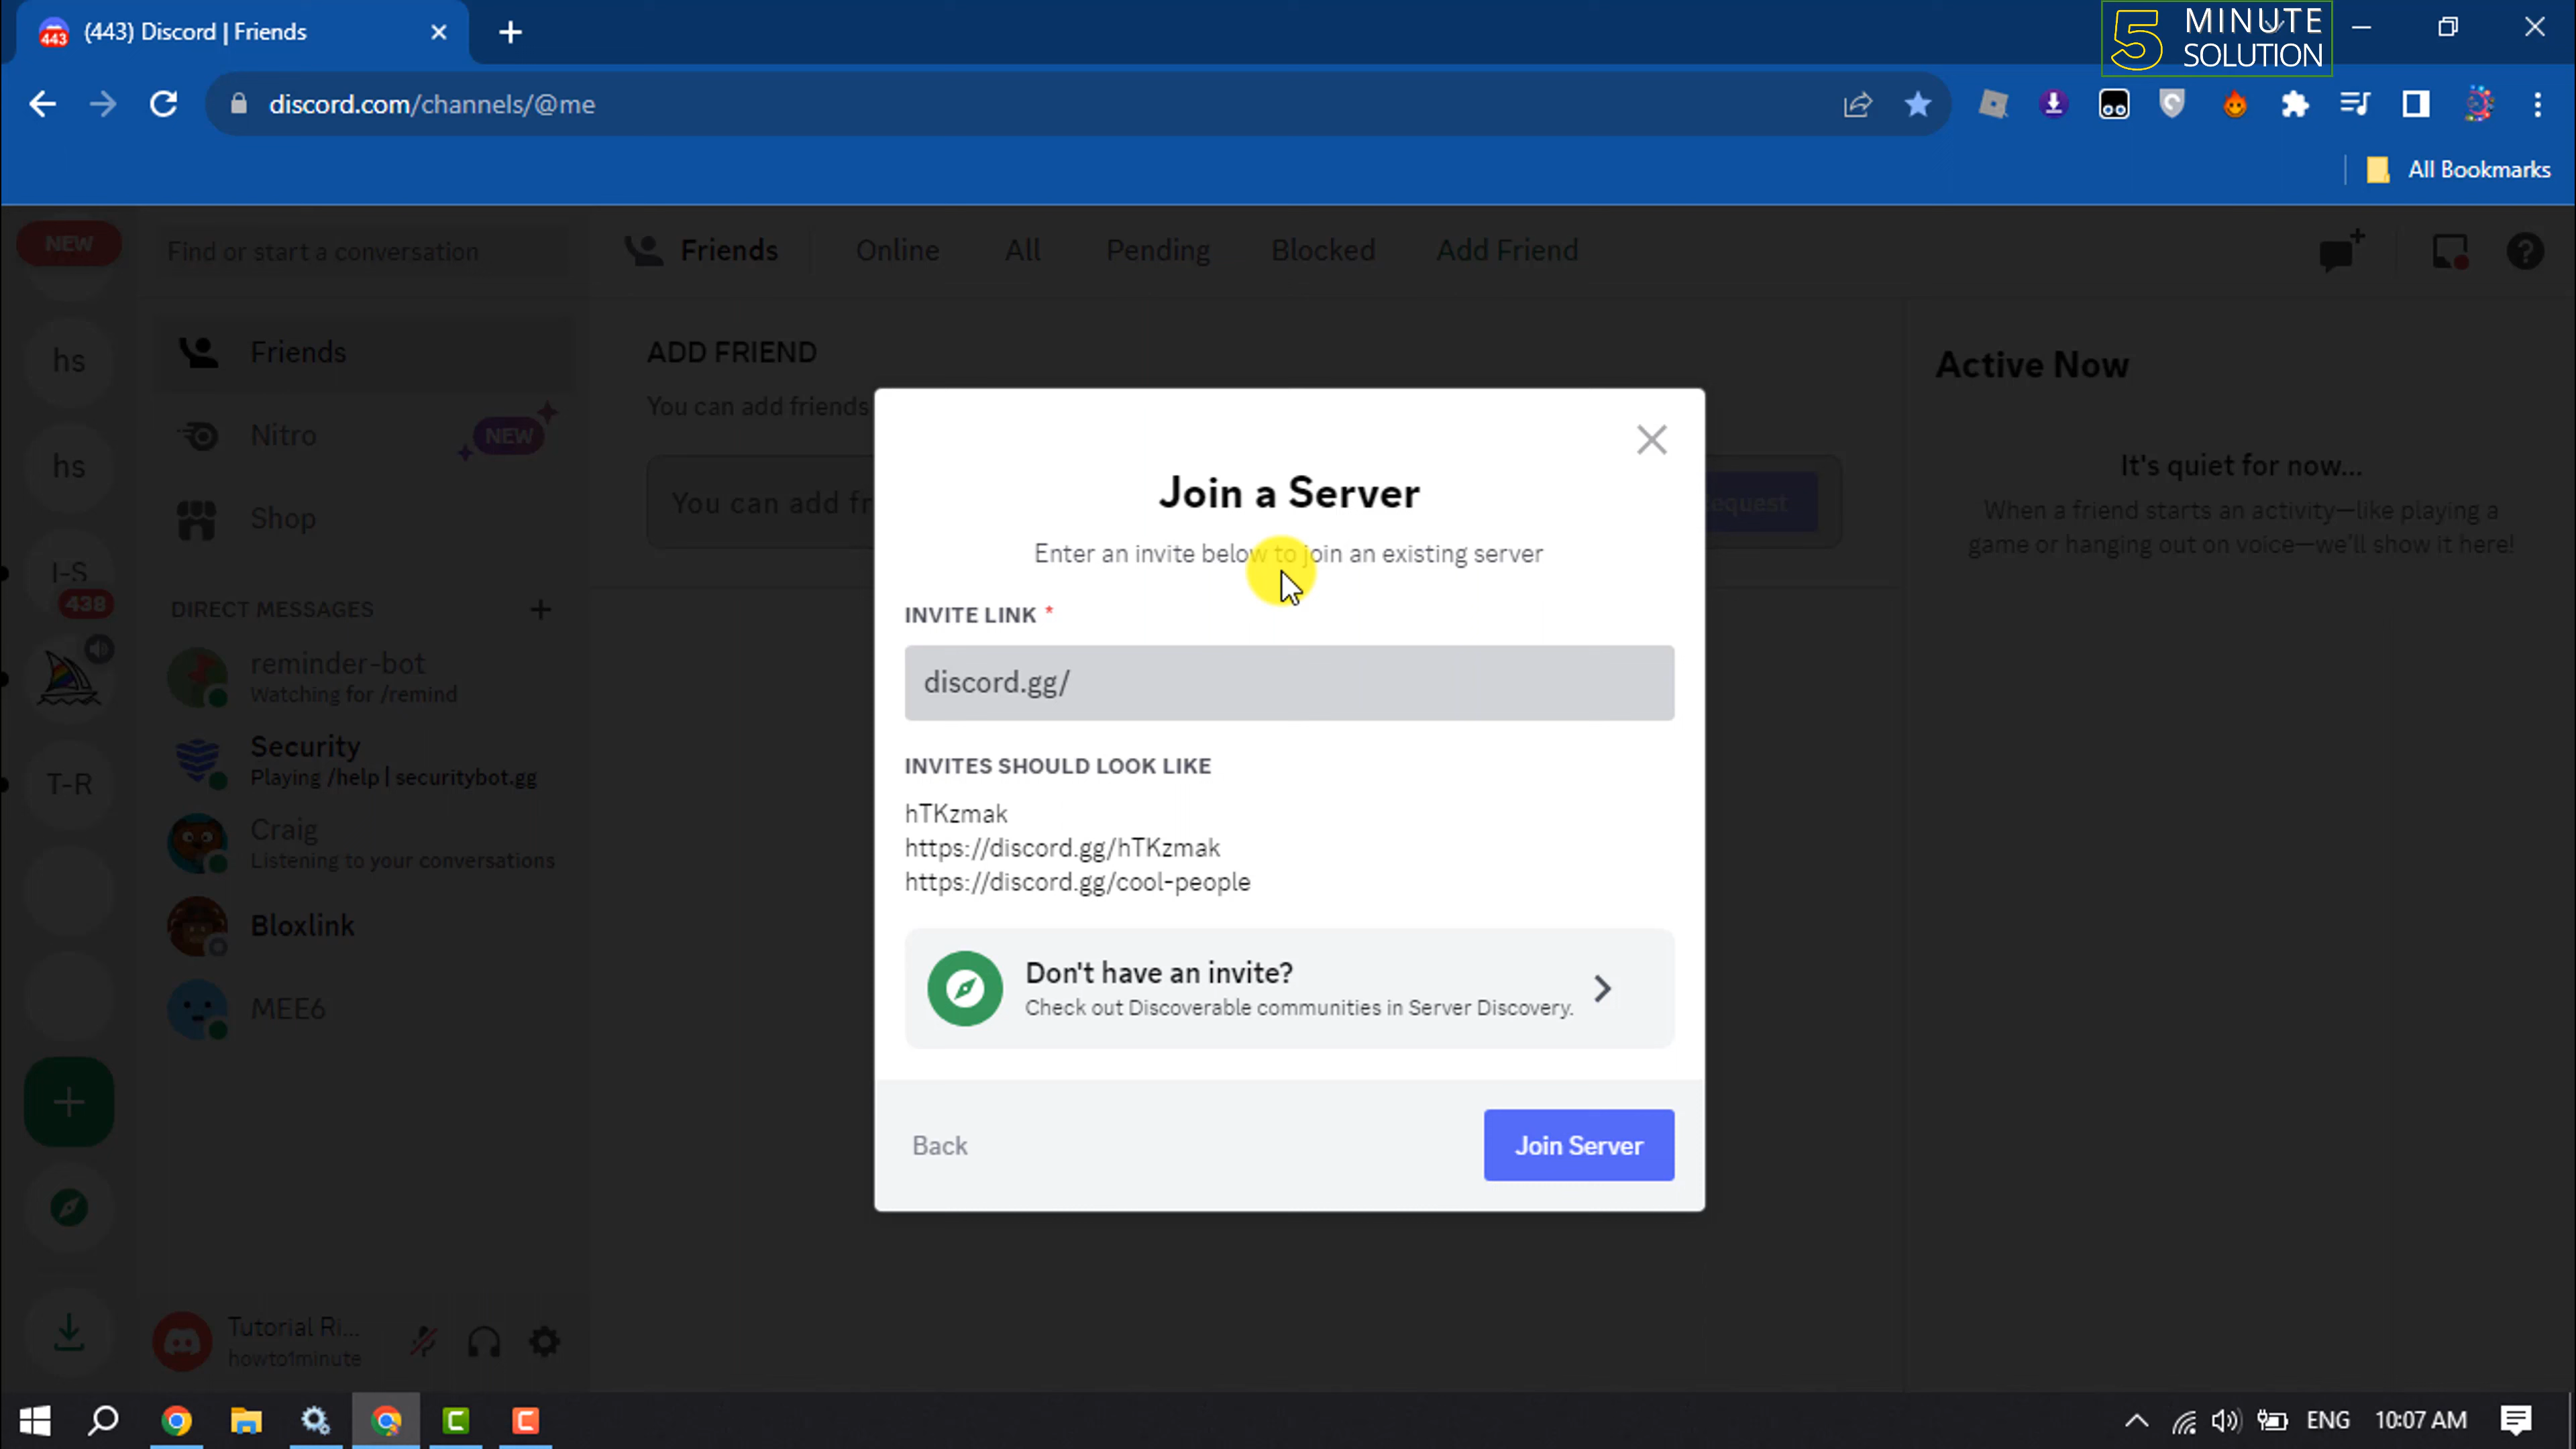 443
(443) Discord | Friends
5 MINUTE
SOLUTION
discord.com/channels/@me
All Bookmarks
NEW
Find or start a conversation
Friends
Online
All
Pending
Blocked
Add Friend
hs
hs
I-S
438
T-R
Friends
Nitro
NEW
Shop
DIRECT MESSAGES
reminder-bot
Watching for /remind
Security
Playing /help | securitybot.gg
Craig
Listening to your conversations
Bloxlink
MEE6
Tutorial Ri...
howto1minute
ADD FRIEND
You can add friends
You can add fr
equest
Join a Server
Enter an invite below to join an existing server
INVITE LINK *
discord.gg/
INVITES SHOULD LOOK LIKE
hTKzmak
https://discord.gg/hTKzmak
https://discord.gg/cool-people
Don't have an invite?
Check out Discoverable communities in Server Discovery.
Back
Join Server
Active Now
It's quiet for now...
When a friend starts an activity—like playing a
game or hanging out on voice—we'll show it here!
ENG
10:07 AM